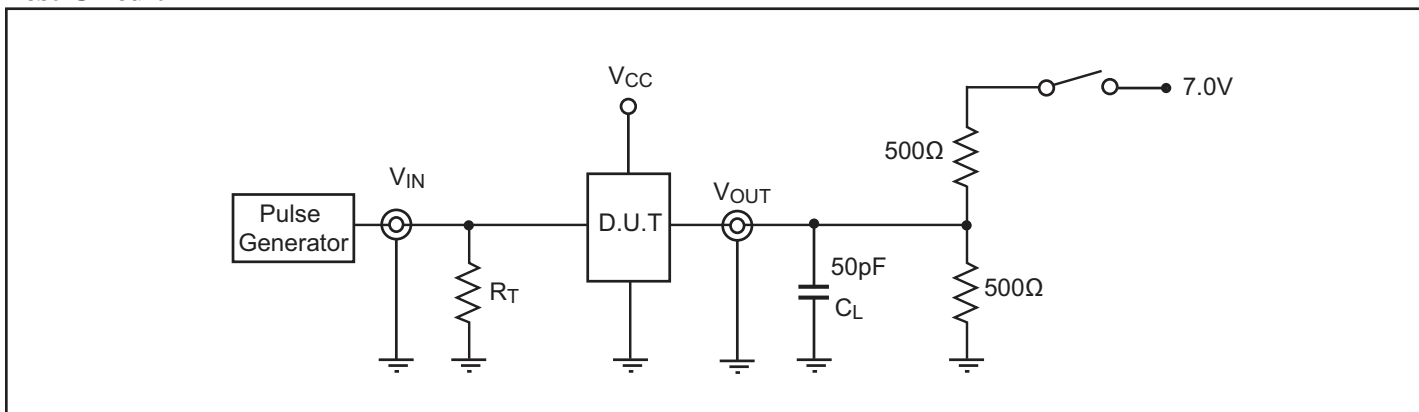 VCC
7.0V
500Ω
VIN
VOUT
Pulse
Generator
D.U.T
50pF
RT
CL
500Ω